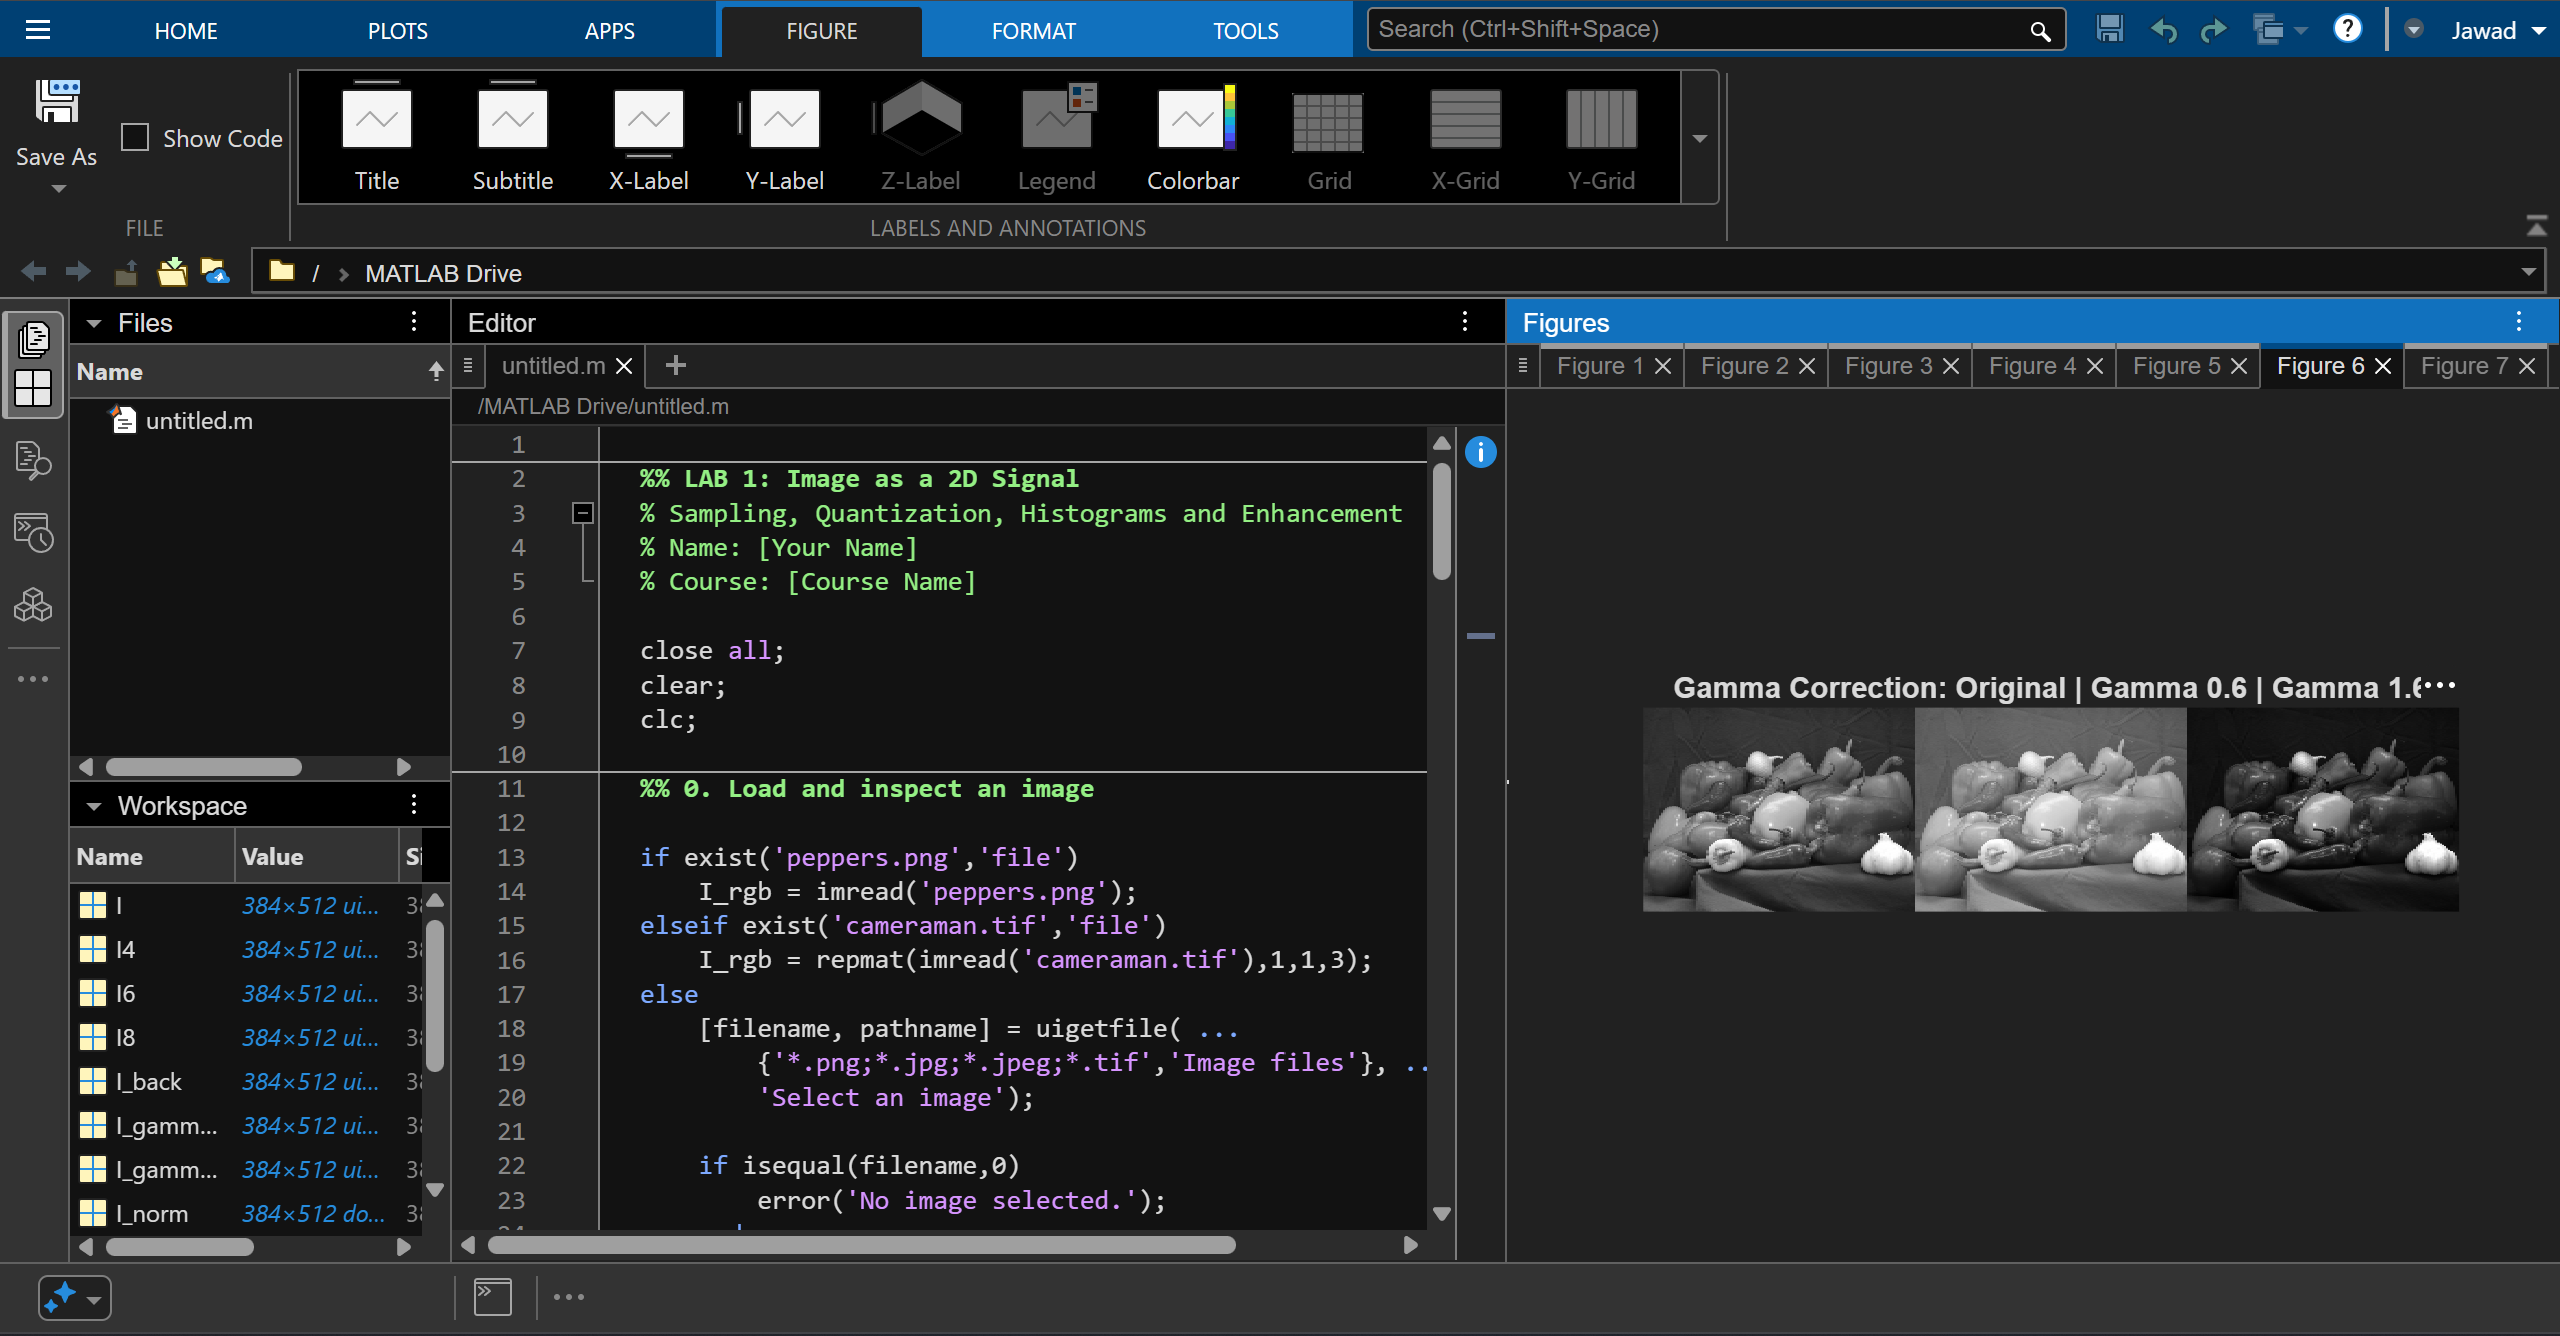 HOME PLOTS APPS FIGURE FORMAT TOOLS Search (Ctrl+Shift+Space) ? Jawad
Save As
Show Code
Title Subtitle X-Label Y-Label Z-Label Legend Colorbar Grid X-Grid Y-Grid
FILE LABELS AND ANNOTATIONS
/ > MATLAB Drive
Files
Name
untitled.m
Workspace
Name Value Si
I 384×512 ui... 38
I4 384×512 ui... 38
I6 384×512 ui... 38
I8 384×512 ui... 38
I_back 384×512 ui... 38
I_gamm... 384×512 ui... 38
I_gamm... 384×512 ui... 38
I_norm 384×512 do... 38
Editor
untitled.m
/MATLAB Drive/untitled.m
1
2 %% LAB 1: Image as a 2D Signal
3 % Sampling, Quantization, Histograms and Enhancement
4 % Name: [Your Name]
5 % Course: [Course Name]
6
7 close all;
8 clear;
9 clc;
10
11 %% 0. Load and inspect an image
12
13 if exist('peppers.png','file')
14 I_rgb = imread('peppers.png');
15 elseif exist('cameraman.tif','file')
16 I_rgb = repmat(imread('cameraman.tif'),1,1,3);
17 else
18 [filename, pathname] = uigetfile( ...
19 {'*.png;*.jpg;*.jpeg;*.tif','Image files'}, ..
20 'Select an image');
21
22 if isequal(filename,0)
23 error('No image selected.');
Figures
Figure 1 Figure 2 Figure 3 Figure 4 Figure 5 Figure 6 Figure 7
Gamma Correction: Original | Gamma 0.6 | Gamma 1.6